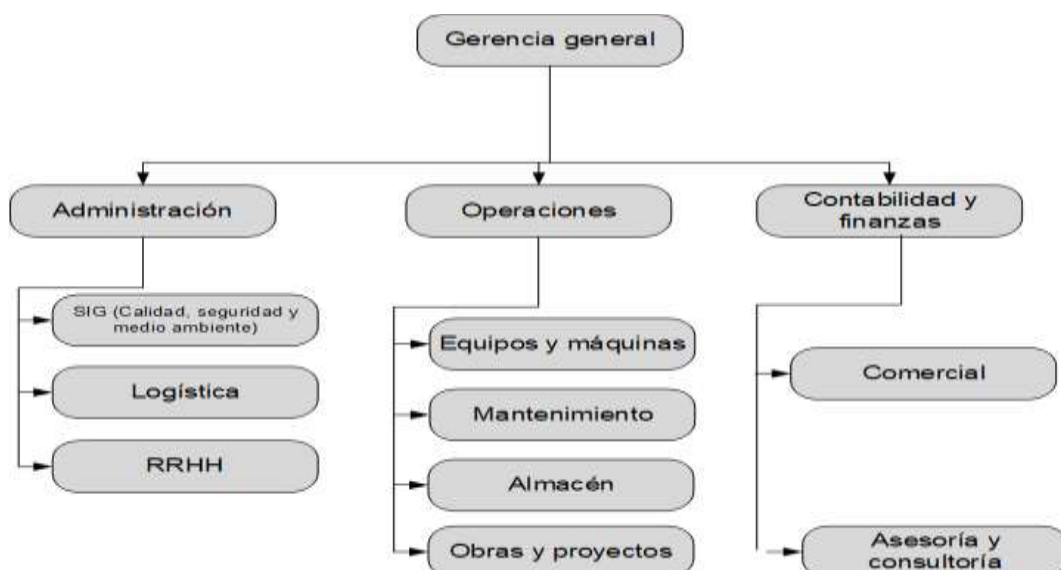 Gerencia general
Administración
Operaciones
Contabilidad y
finanzas
SIG (Calidad, seguridad y
medio ambiente)
Logística
RRHH
Equipos y máquinas
Mantenimiento
Almacén
Obras y proyectos
Comercial
Asesoría y
consultoría